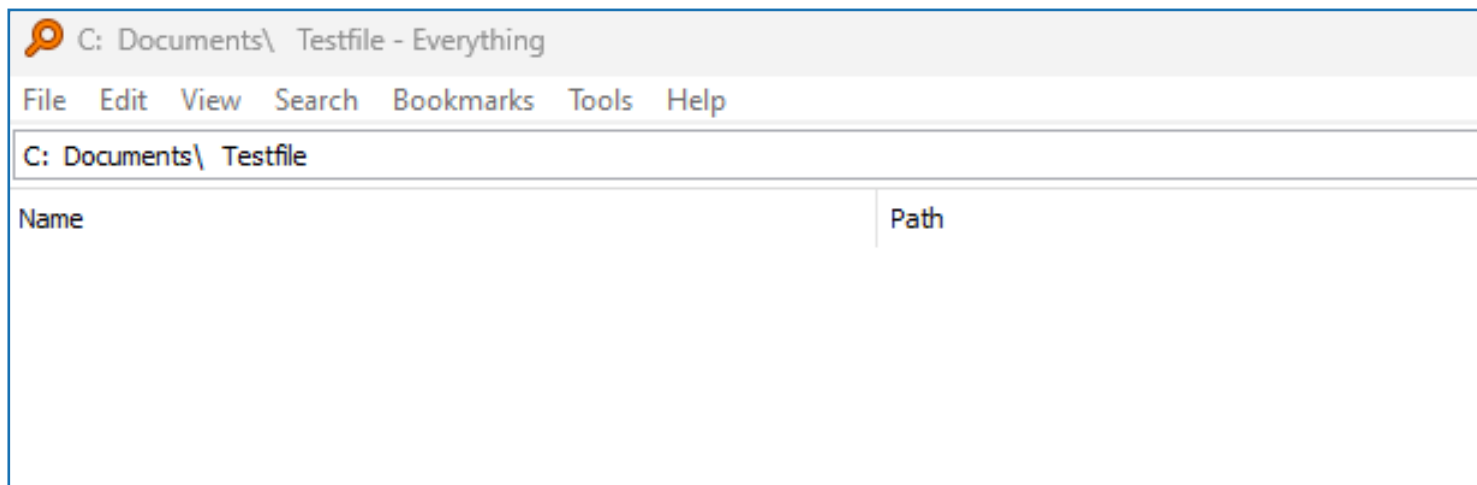 C:  Documents\   Testfile - Everything
File Edit View Search Bookmarks Tools Help
C:  Documents\   Testfile
Name Path